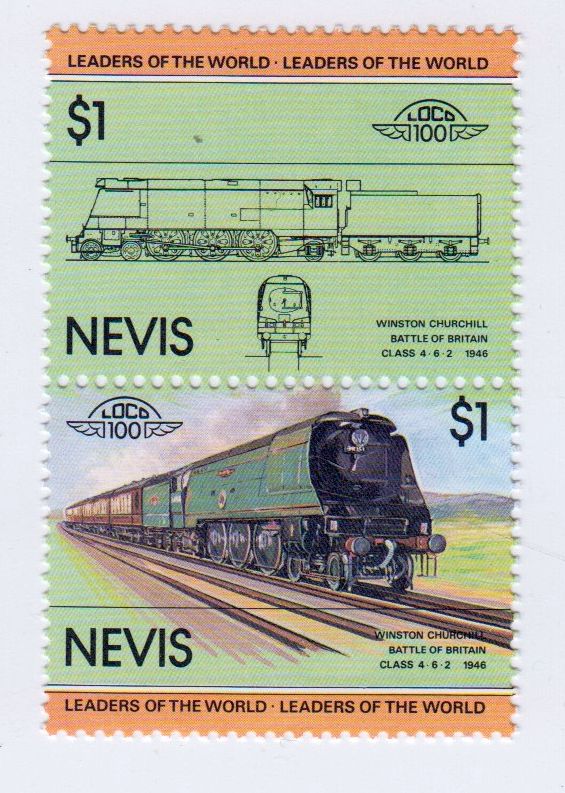 LEADERS OF THE WORLD · LEADERS OF THE WORLD
$1
LOCO
100
NEVIS
WINSTON CHURCHILL
BATTLE OF BRITAIN
CLASS 4·6·2 1946
LOCO
100
$1
NEVIS
WINSTON CHURCHILL
BATTLE OF BRITAIN
CLASS 4·6·2 1946
LEADERS OF THE WORLD · LEADERS OF THE WORLD